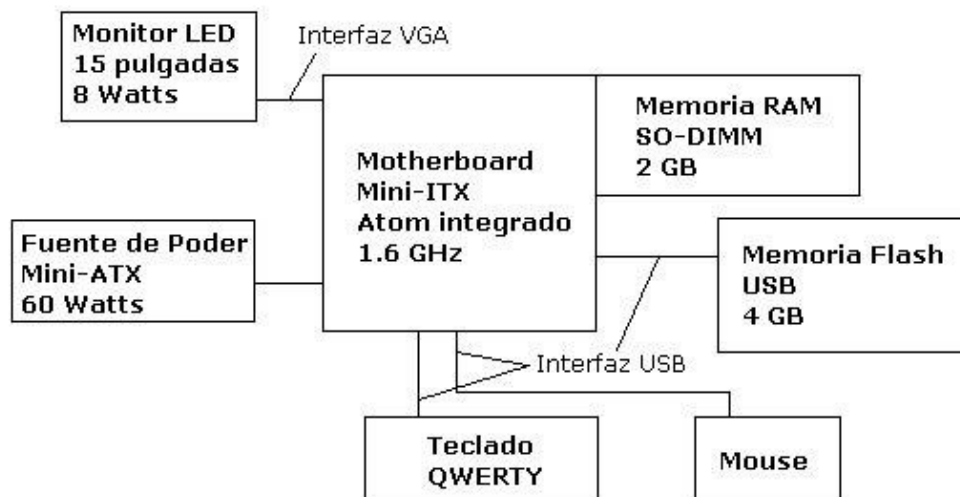 Monitor LED
15 pulgadas
8 Watts
Interfaz VGA
Motherboard
Mini-ITX
Atom integrado
1.6 GHz
Memoria RAM
SO-DIMM
2 GB
Fuente de Poder
Mini-ATX
60 Watts
Memoria Flash
USB
4 GB
Interfaz USB
Teclado
QWERTY
Mouse